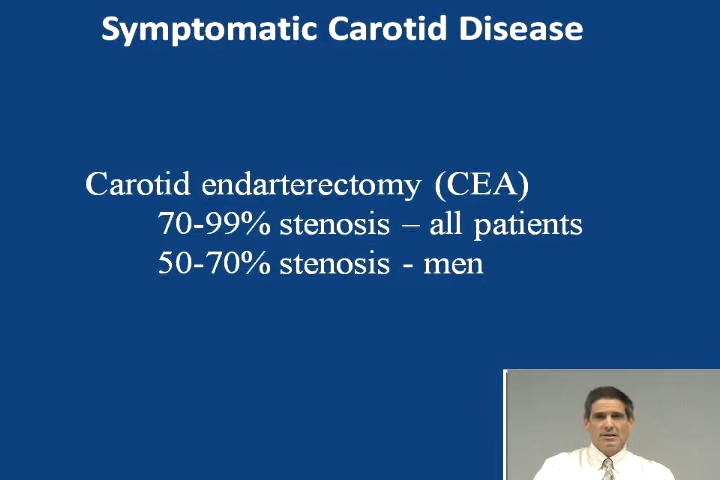 Symptomatic Carotid Disease
Carotid endarterectomy (CEA)
70-99% stenosis – all patients
50-70% stenosis - men